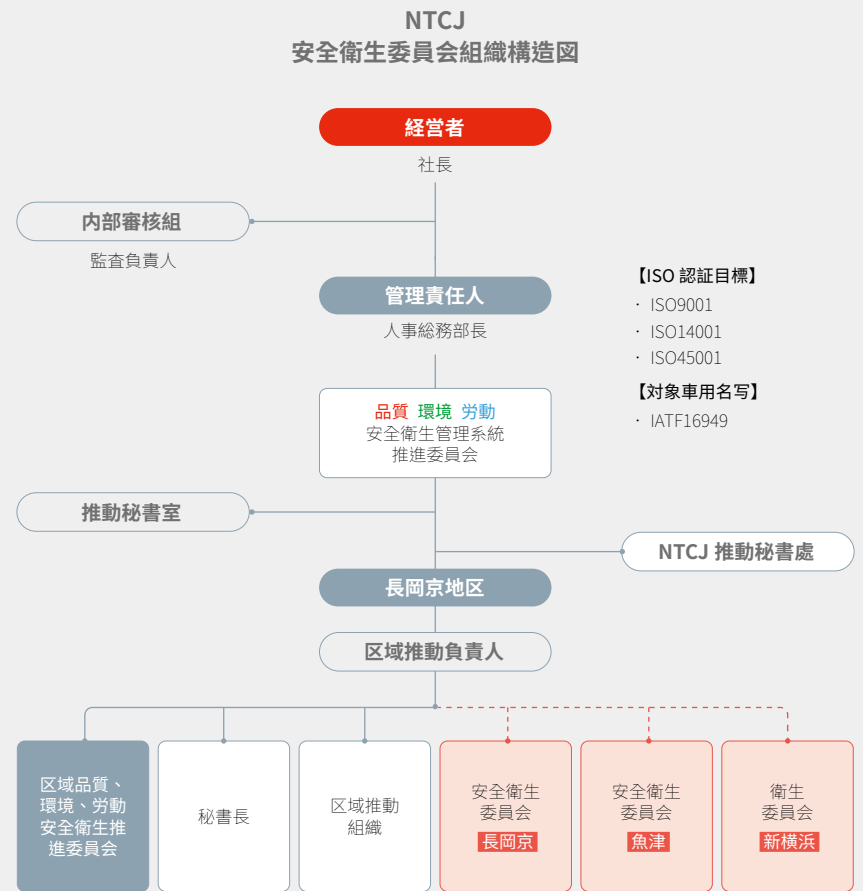 NTCJ
安全衛生委員会組織構造図
経営者
社長
内部審核組
監査負責人
管理責任人
人事総務部長
【ISO 認証目標】
· ISO9001
· ISO14001
· ISO45001
【対象車用名写】
· IATF16949
品質 環境 労動
安全衛生管理系統
推進委員会
推動秘書室
NTCJ 推動秘書處
長岡京地区
区域推動負責人
区域品質、
環境、労動
安全衛生推
進委員会
秘書長
区域推動
組織
安全衛生
委員会
長岡京
安全衛生
委員会
魚津
衛生
委員会
新横浜